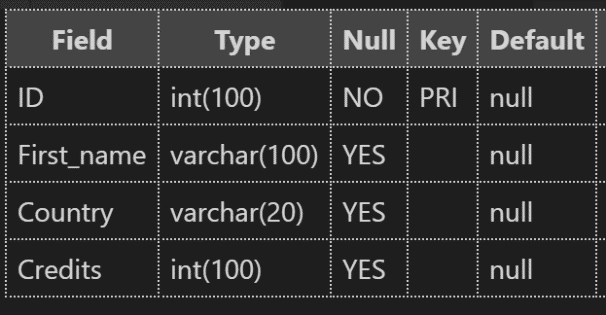 Field Type Null Key Default
ID int(100) NO PRI null
First_name varchar(100) YES null
Country varchar(20) YES null
Credits int(100) YES null